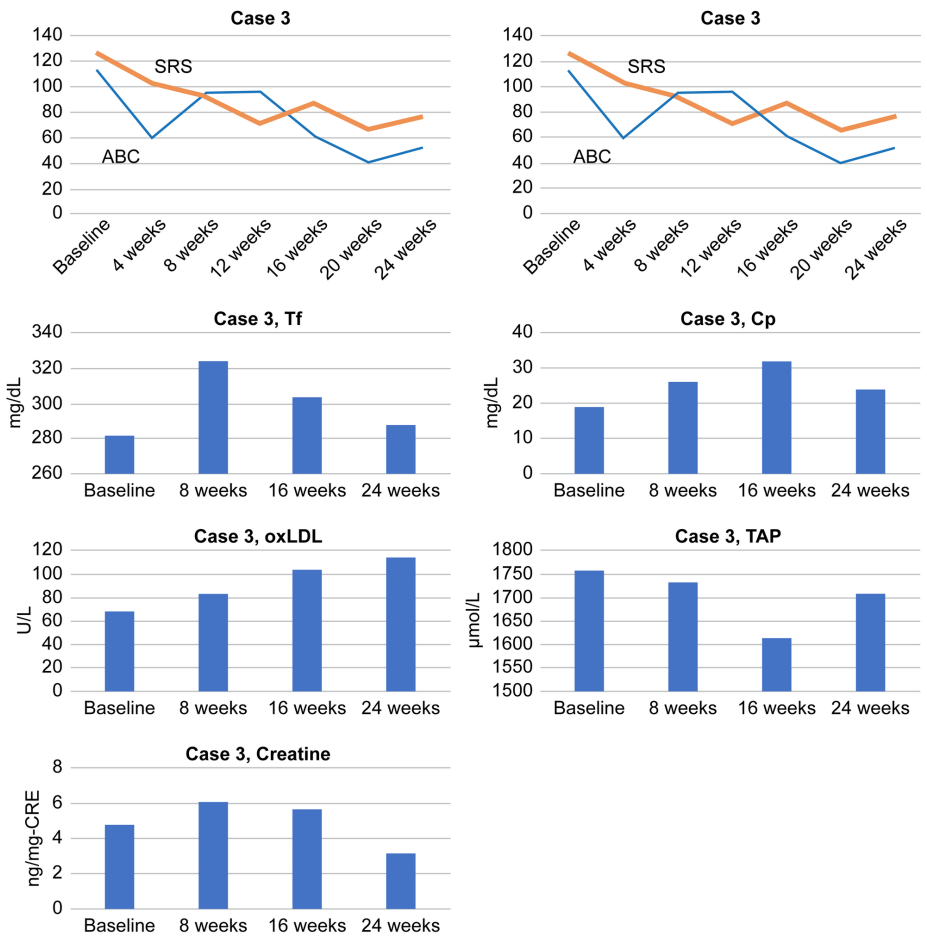 Case 3
140
120
100
80
60
40
20
0
SRS
ABC
Baseline
4 weeks
8 weeks
12 weeks
16 weeks
20 weeks
24 weeks
Case 3
140
120
100
80
60
40
20
0
SRS
ABC
Baseline
4 weeks
8 weeks
12 weeks
16 weeks
20 weeks
24 weeks
Case 3, Tf
mg/dL
340
320
300
280
260
Baseline 8 weeks 16 weeks 24 weeks
Case 3, Cp
mg/dL
40
30
20
10
0
Baseline 8 weeks 16 weeks 24 weeks
Case 3, oxLDL
U/L
120
100
80
60
40
20
0
Baseline 8 weeks 16 weeks 24 weeks
Case 3, TAP
μmol/L
1800
1750
1700
1650
1600
1550
1500
Baseline 8 weeks 16 weeks 24 weeks
Case 3, Creatine
ng/mg-CRE
8
6
4
2
0
Baseline 8 weeks 16 weeks 24 weeks